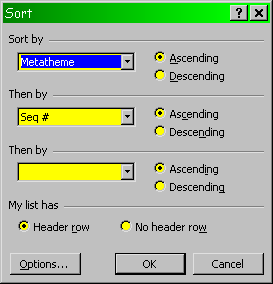 Sort
Sort by
Metatheme
Ascending
Descending
Then by
Seq #
Ascending
Descending
Then by
Ascending
Descending
My list has
Header row
No header row
Options...
OK
Cancel